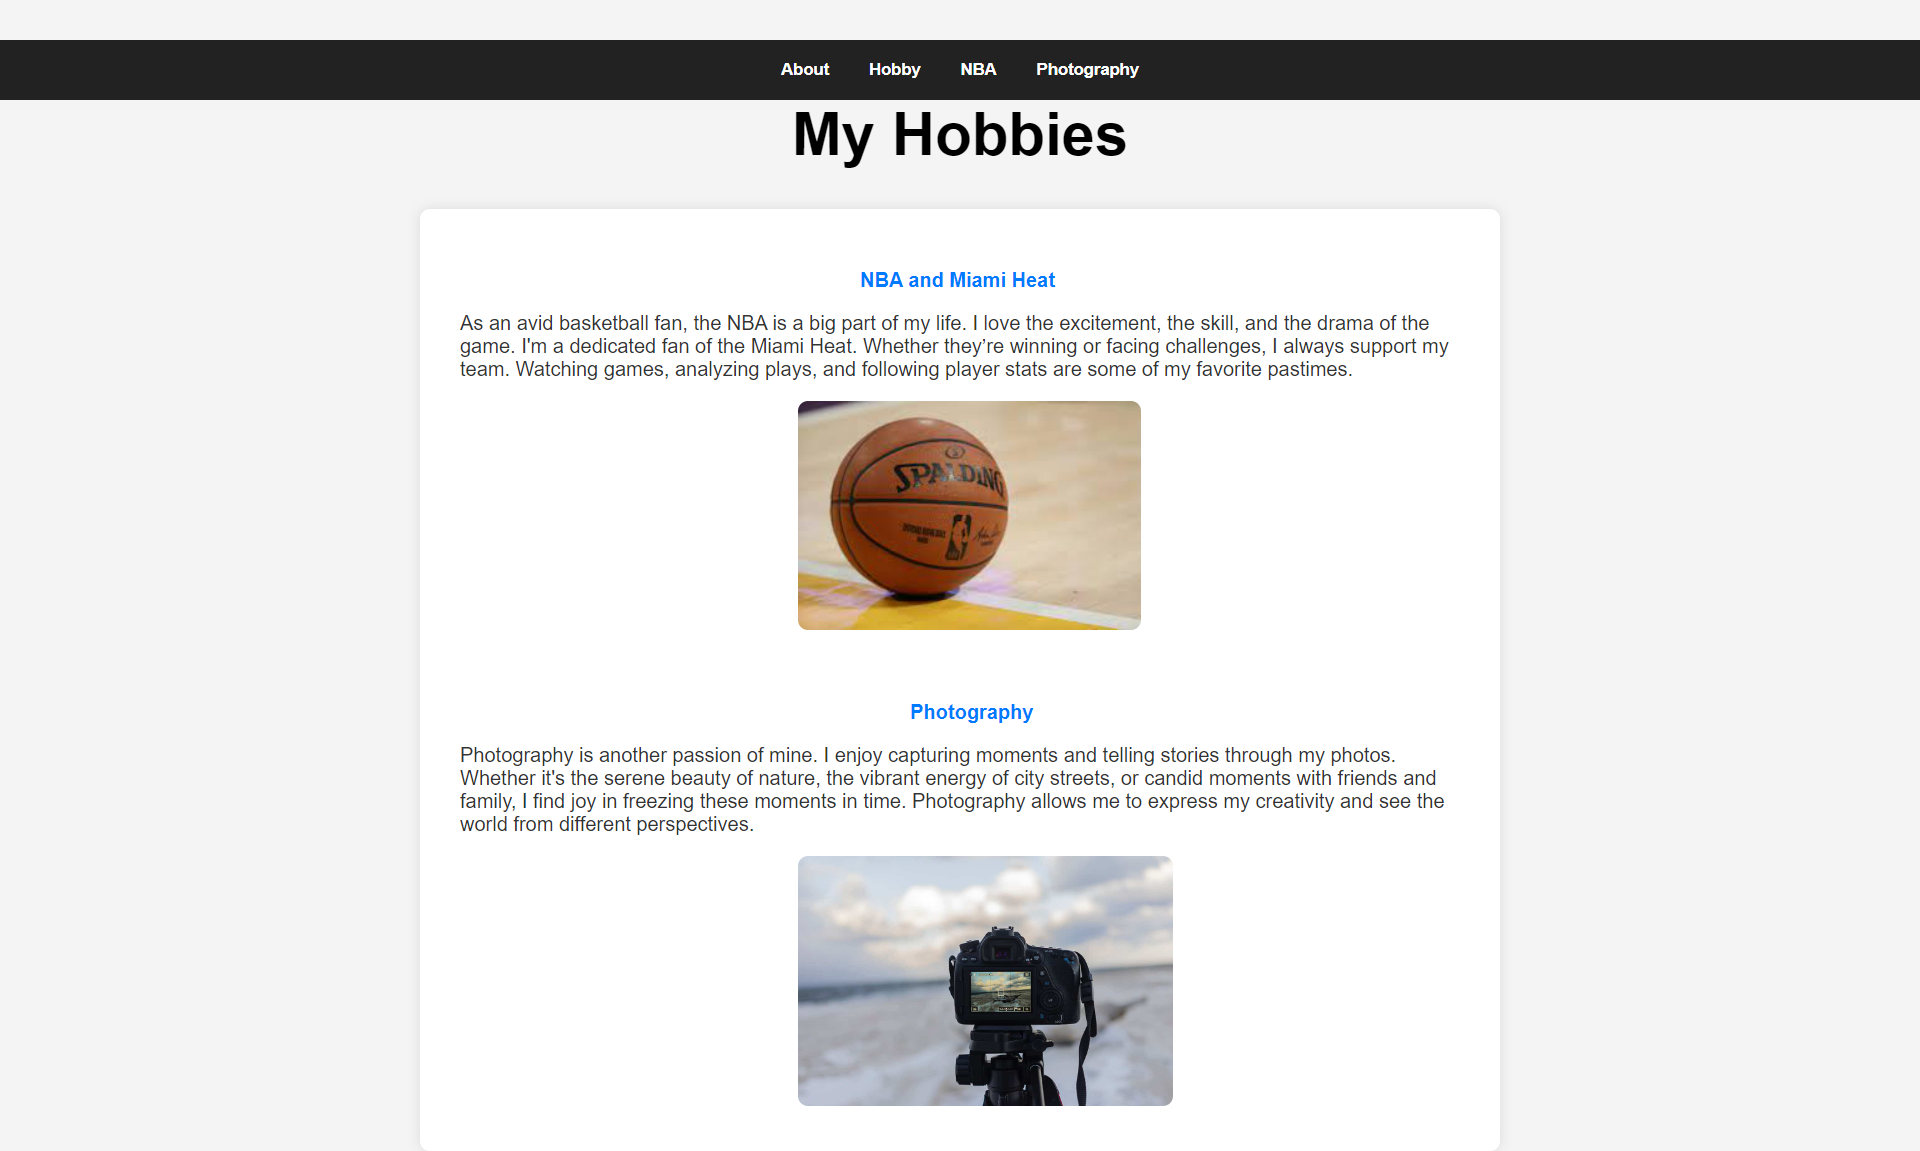 About Hobby NBA Photography
My Hobbies
NBA and Miami Heat
As an avid basketball fan, the NBA is a big part of my life. I love the excitement, the skill, and the drama of the
game. I'm a dedicated fan of the Miami Heat. Whether they’re winning or facing challenges, I always support my
team. Watching games, analyzing plays, and following player stats are some of my favorite pastimes.
SPALDING
Photography
Photography is another passion of mine. I enjoy capturing moments and telling stories through my photos.
Whether it's the serene beauty of nature, the vibrant energy of city streets, or candid moments with friends and
family, I find joy in freezing these moments in time. Photography allows me to express my creativity and see the
world from different perspectives.